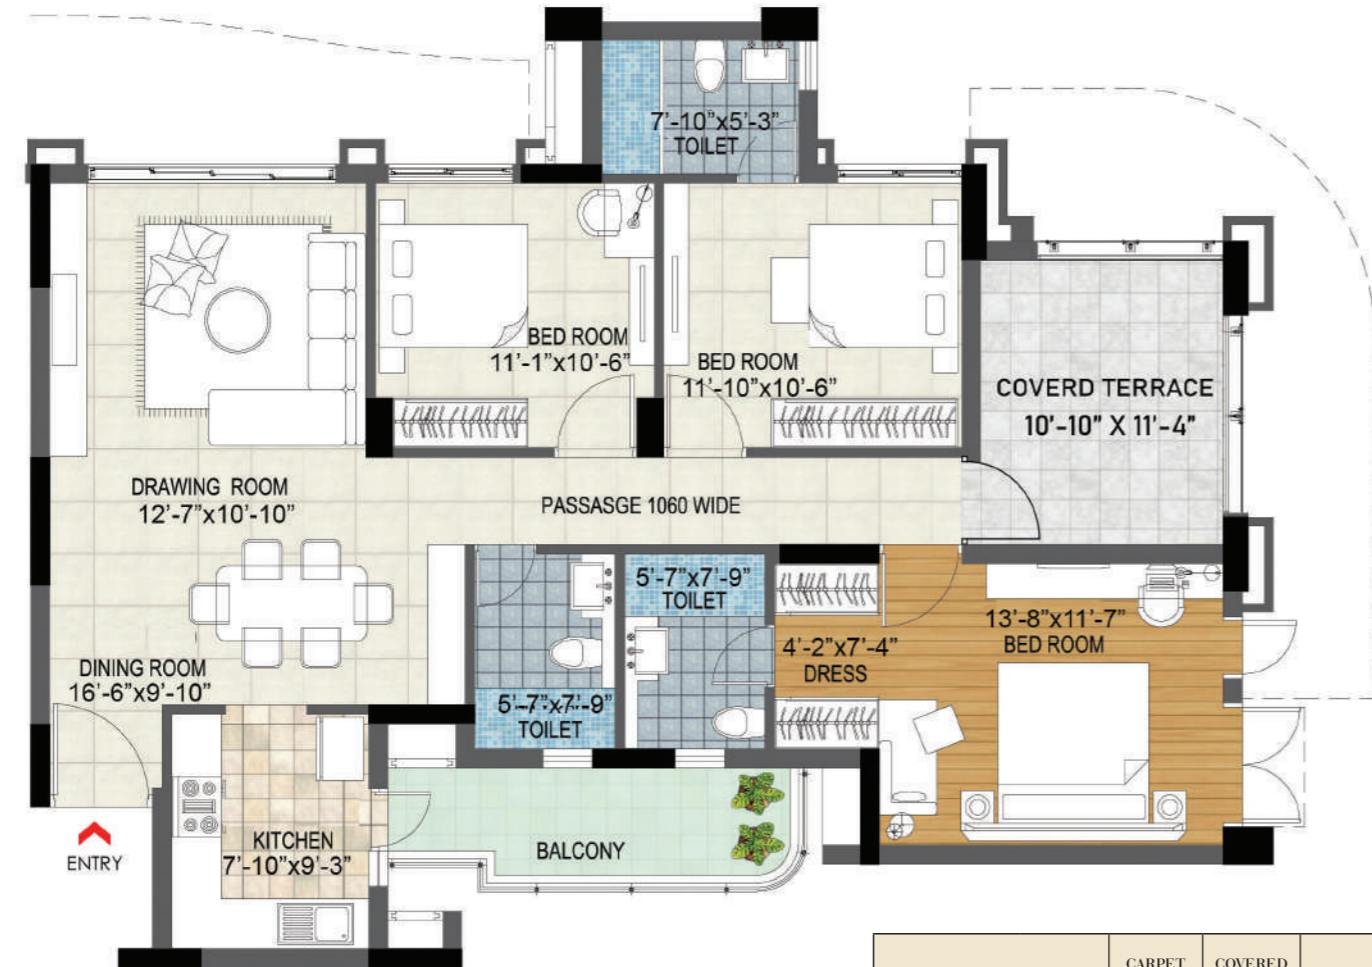 7'-10"x5'-3"
TOILET
BED ROOM
11'-1"x10'-6"
BED ROOM
11'-10"x10'-6"
COVERD TERRACE
10'-10" X 11'-4"
DRAWING ROOM
12'-7"x10'-10"
PASSASGE 1060 WIDE
5'-7"x7'-9"
TOILET
13'-8"x11'-7"
BED ROOM
4'-2"x7'-4"
DRESS
DINING ROOM
16'-6"x9'-10"
5'-7"x7'-9"
TOILET
KITCHEN
7'-10"x9'-3"
BALCONY
ENTRY
CARPET COVERED